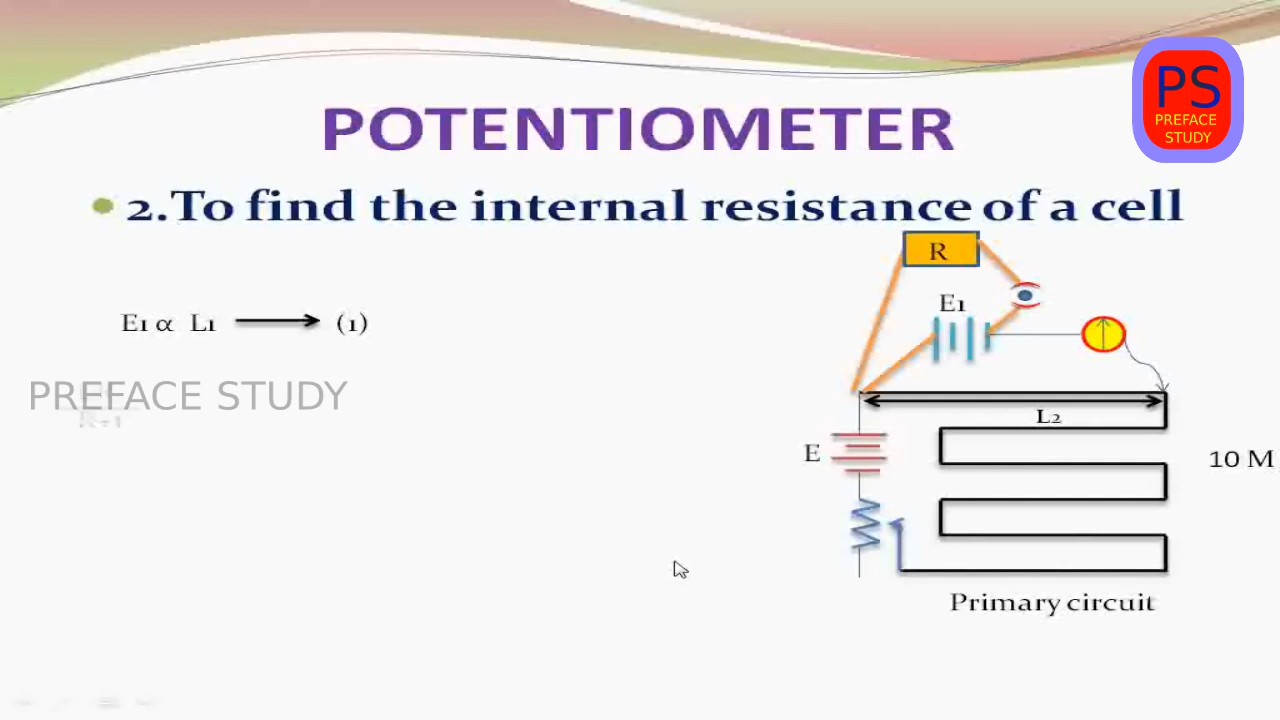 PS
PREFACE
STUDY
POTENTIOMETER
2.To find the internal resistance of a cell
R
E1
E1 ∝ L1 (1)
PREFACE STUDY
L2
E
10 M
Primary circuit